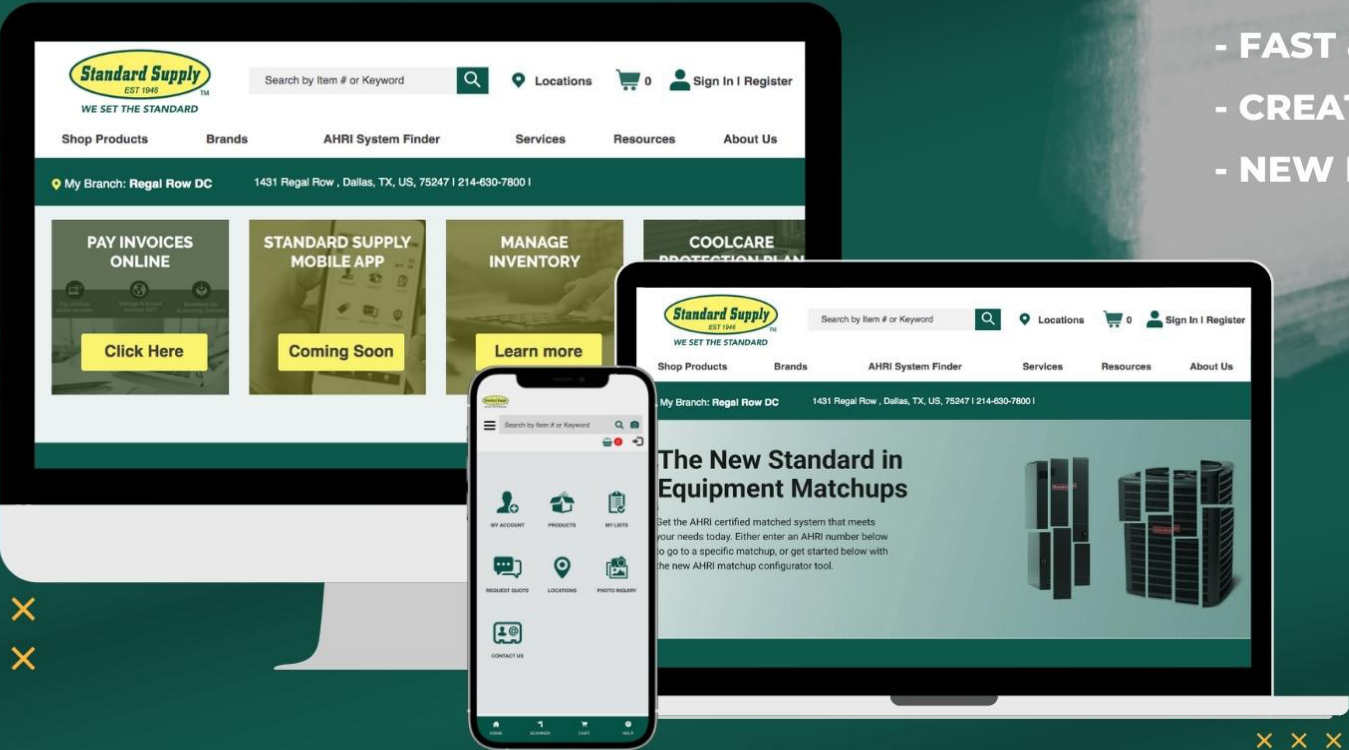 - FAST
- CREAT
- NEW
Standard Supply
EST 1946
TM
WE SET THE STANDARD
Search by Item # or Keyword
Locations
0
Sign In | Register
Shop Products
Brands
AHRI System Finder
Services
Resources
About Us
My Branch: Regal Row DC
1431 Regal Row , Dallas, TX, US, 75247 | 214-630-7800 |
PAY INVOICES
ONLINE
Click Here
STANDARD SUPPLY
MOBILE APP
Coming Soon
MANAGE
INVENTORY
Learn more
COOLCARE
PROTECTION PLAN
Standard Supply
EST 1946
TM
WE SET THE STANDARD
Search by Item # or Keyword
Locations
0
Sign In | Register
Shop Products
Brands
AHRI System Finder
Services
Resources
About Us
My Branch: Regal Row DC
1431 Regal Row , Dallas, TX, US, 75247 | 214-630-7800 |
The New Standard in
Equipment Matchups
Get the AHRI certified matched system that meets
your needs today. Either enter an AHRI number below
to go to a specific matchup, or get started below with
the new AHRI matchup configurator tool.
Standard Supply
Search by Item # or Keyword
MY ACCOUNT
PRODUCTS
MY LISTS
REQUEST QUOTE
LOCATIONS
PHOTO INQUIRY
CONTACT US
HOME
SCANNER
CART
HELP